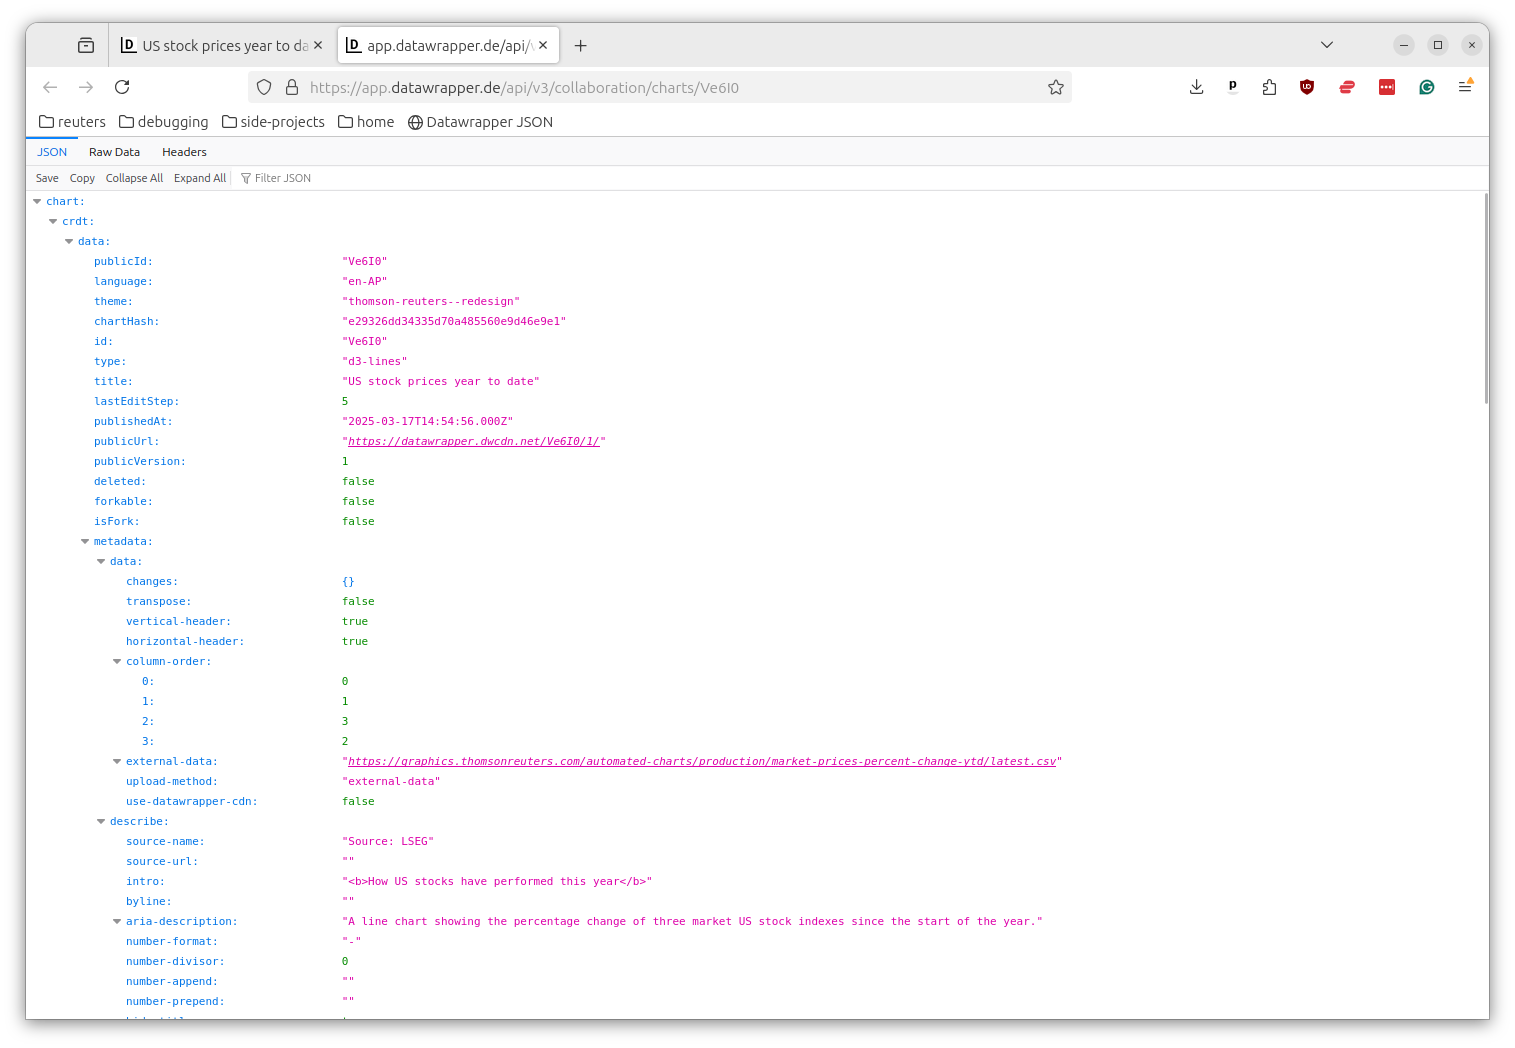 US stock prices year to da
app.datawrapper.de/api/
https://app.datawrapper.de/api/v3/collaboration/charts/Ve6I0
reuters debugging side-projects home Datawrapper JSON
JSON Raw Data Headers
Save Copy Collapse All Expand All Filter JSON
chart:
crdt:
data:
publicId: "Ve6I0"
language: "en-AP"
theme: "thomson-reuters--redesign"
chartHash: "e29326dd34335d70a485560e9d46e9e1"
id: "Ve6I0"
type: "d3-lines"
title: "US stock prices year to date"
lastEditStep: 5
publishedAt: "2025-03-17T14:54:56.000Z"
publicUrl: "https://datawrapper.dwcdn.net/Ve6I0/1/"
publicVersion: 1
deleted: false
forkable: false
isFork: false
metadata:
data:
changes: {}
transpose: false
vertical-header: true
horizontal-header: true
column-order:
0: 0
1: 1
2: 3
3: 2
external-data: "https://graphics.thomsonreuters.com/automated-charts/production/market-prices-percent-change-ytd/latest.csv"
upload-method: "external-data"
use-datawrapper-cdn: false
describe:
source-name: "Source: LSEG"
source-url: ""
intro: "<b>How US stocks have performed this year</b>"
byline: ""
aria-description: "A line chart showing the percentage change of three market US stock indexes since the start of the year."
number-format: "-"
number-divisor: 0
number-append: ""
number-prepend: ""